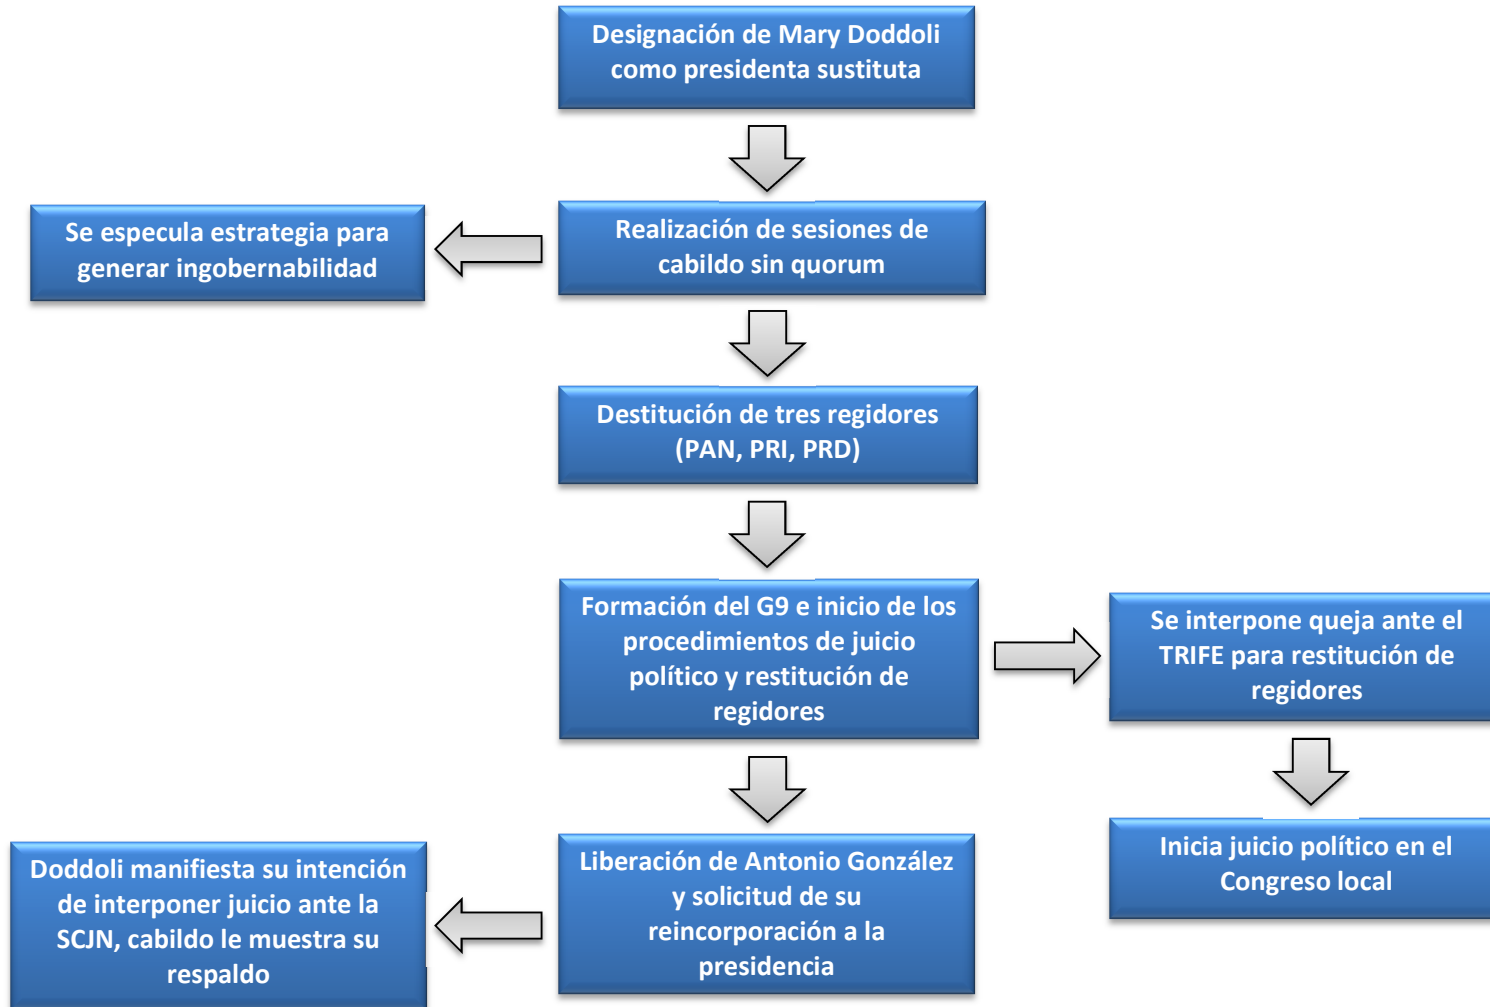 Designación de Mary Doddoli
como presidenta sustituta
Se especula estrategia para
generar ingobernabilidad
Realización de sesiones de
cabildo sin quorum
Destitución de tres regidores
(PAN, PRI, PRD)
Formación del G9 e inicio de los
procedimientos de juicio
político y restitución de
regidores
Se interpone queja ante el
TRIFE para restitución de
regidores
Doddoli manifiesta su intención
de interponer juicio ante la
SCJN, cabildo le muestra su
respaldo
Liberación de Antonio González
y solicitud de su
reincorporación a la
presidencia
Inicia juicio político en el
Congreso local